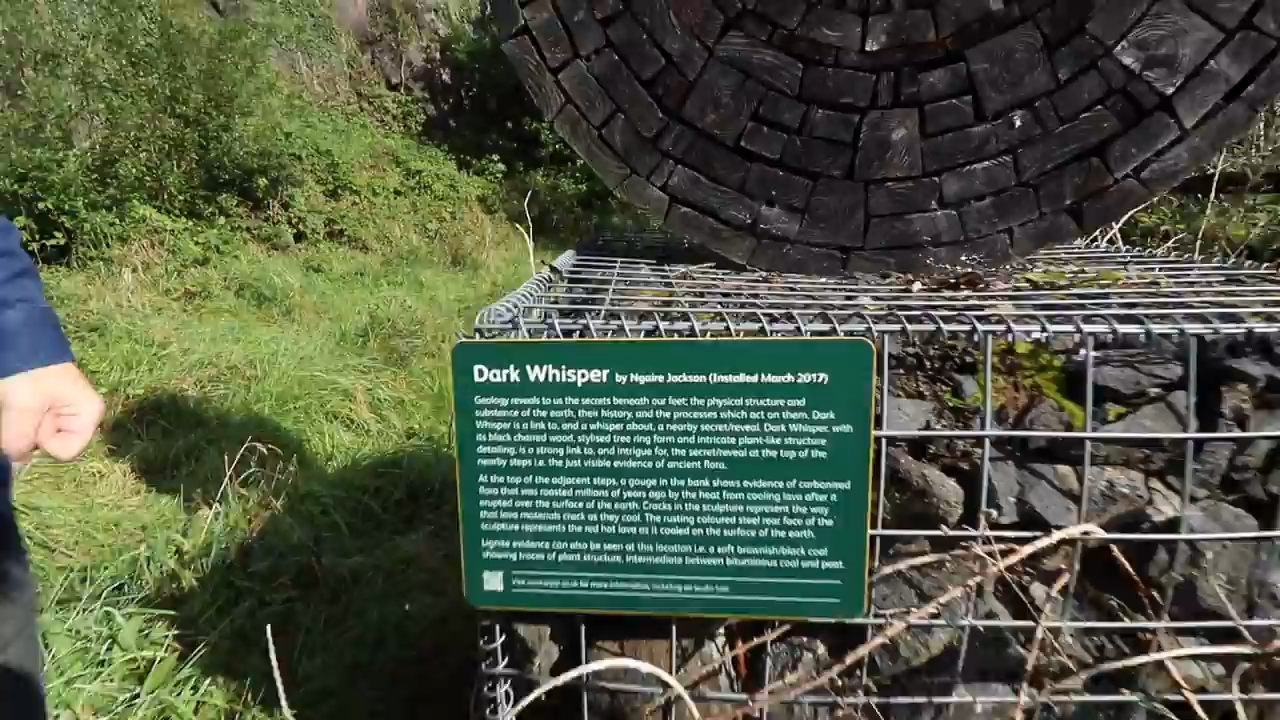 Dark Whisper by Ngaire Jackson (Installed March 2017)
Geology reveals to us the secrets beneath our feet; the physical structure and
substance of the earth, their history, and the processes which act on them. Dark
Whisper is a link to, and a whisper about, a nearby secret/reveal. Dark Whisper, with
its black charred wood, stylised tree ring form and intricate plant-like structure
detailing, is a strong link to, and intrigue for, the secret/reveal at the top of the
nearby steps i.e. the just visible evidence of ancient flora.
At the top of the adjacent steps, a gouge in the bank shows evidence of carbonised
flora that was roasted millions of years ago by the heat from cooling lava after it
erupted over the surface of the earth. Cracks in the sculpture represent the way
that lava materials crack as they cool. The rusting coloured steel rear face of the
sculpture represents the red hot lava as it cooled on the surface of the earth.
Lignite evidence can also be seen at this location i.e. a soft brownish/black coal
showing traces of plant structure, intermediate between bituminous coal and peat.
for more information, including